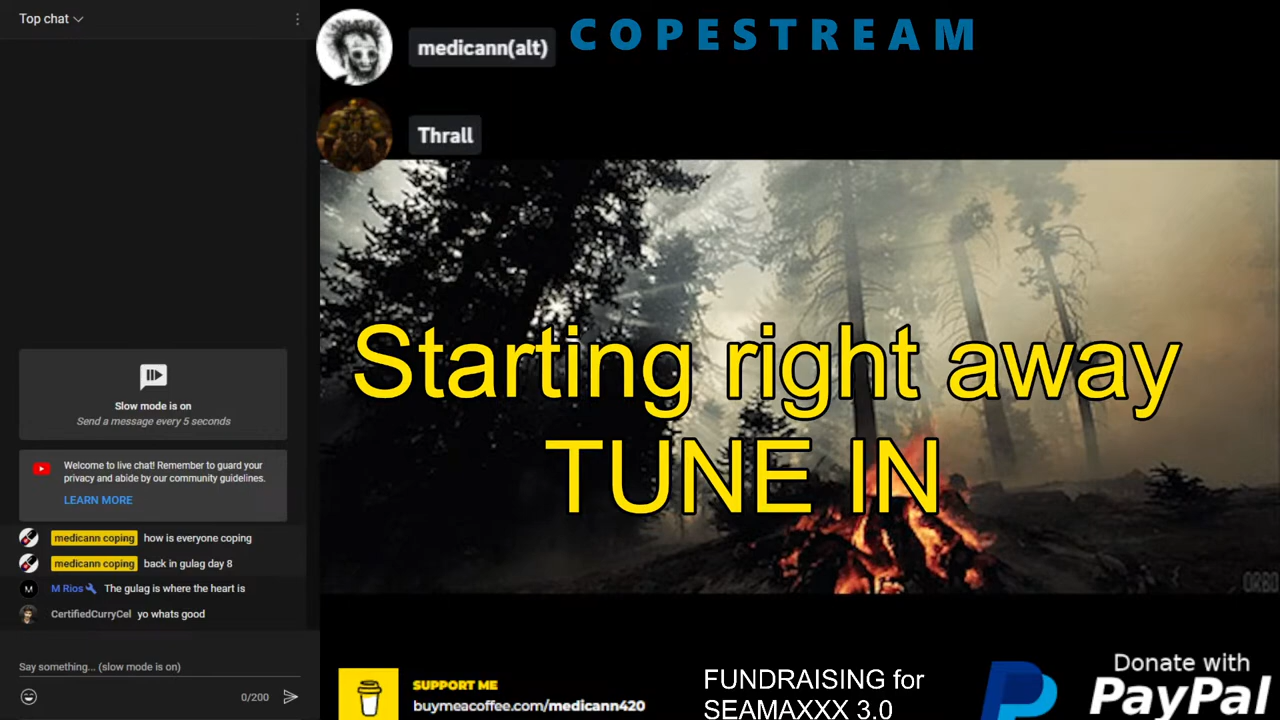 Top chat
medicann(alt)
COPESTREAM
Thrall
Starting right away
TUNE IN
Slow mode is on
Send a message every 5 seconds
Welcome to live chat! Remember to guard your
privacy and abide by our community guidelines.
LEARN MORE
medicann coping how is everyone coping
medicann coping back in gulag day 8
M Rios The gulag is where the heart is
CertifiedCurryCel yo whats good
Say something... (slow mode is on)
0/200
ORBO
SUPPORT ME
buymeacoffee.com/medicann420
FUNDRAISING for
SEAMAXXX 3.0
Donate with
PayPal